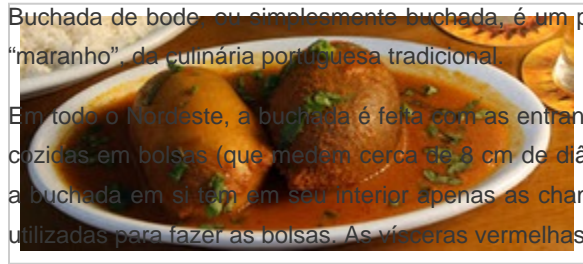 Buchada de bode, ou simplesmente buchada, é um p
“maranho”, da culinária portuguesa tradicional.
Em todo o Nordeste, a buchada é feita com as entran
cozidas em bolsas (que medem cerca de 8 cm de diâ
a buchada em si têm em seu interior apenas as char
utilizadas para fazer as bolsas. As vísceras vermelhas